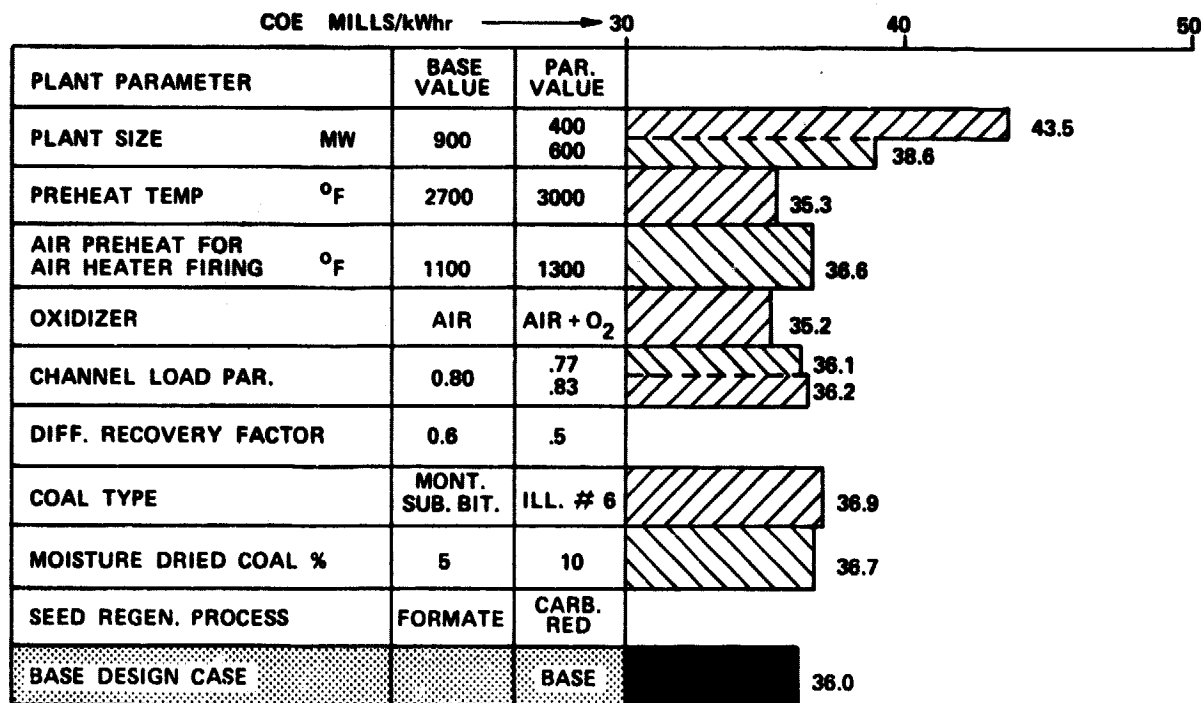 COE MILLS/kWhr 30 40 50
PLANT PARAMETER BASE VALUE PAR. VALUE
PLANT SIZE MW 900 400 43.5
600 38.6
PREHEAT TEMP °F 2700 3000 35.3
AIR PREHEAT FOR
AIR HEATER FIRING °F 1100 1300 36.6
OXIDIZER AIR AIR + O2 35.2
CHANNEL LOAD PAR. 0.80 .77 36.1
.83 36.2
DIFF. RECOVERY FACTOR 0.6 .5
COAL TYPE MONT. SUB. BIT. ILL. # 6 36.9
MOISTURE DRIED COAL % 5 10 36.7
SEED REGEN. PROCESS FORMATE CARB. RED
BASE DESIGN CASE BASE 36.0